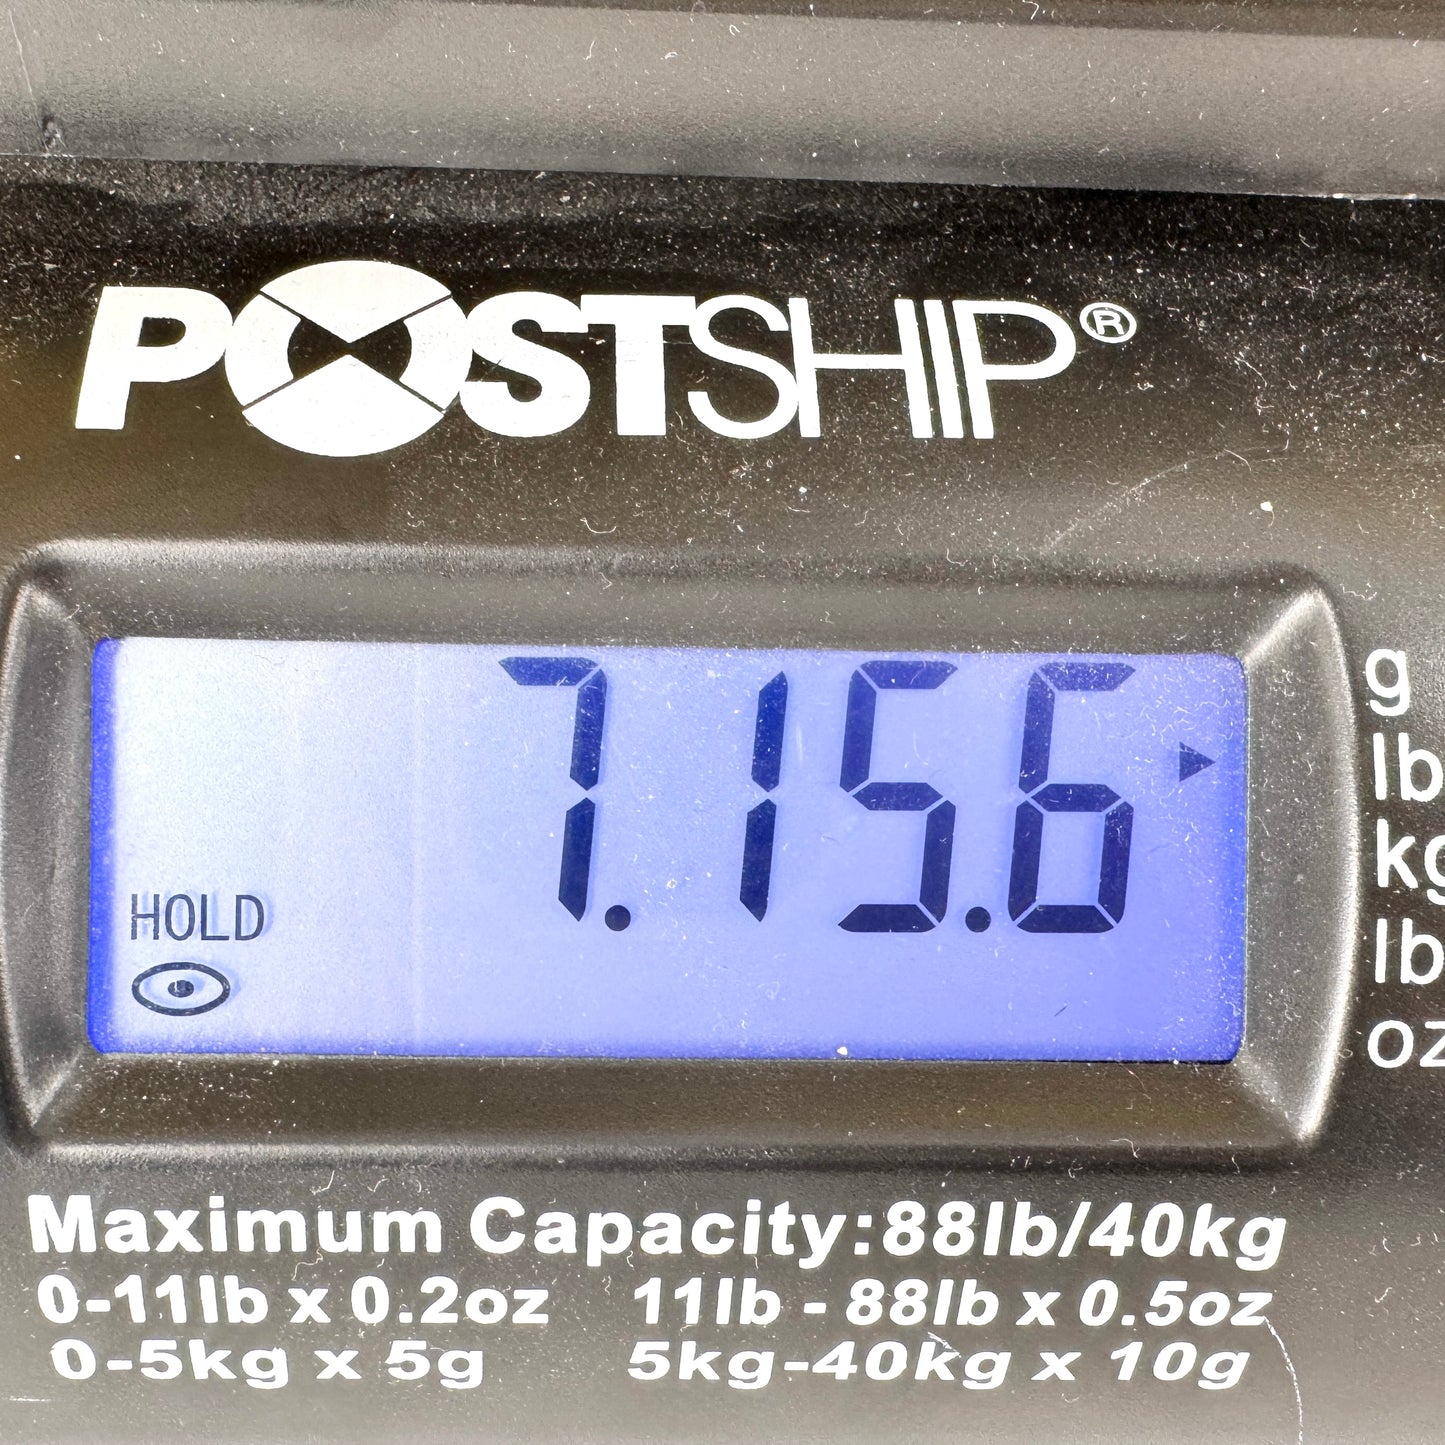 POSTSHIP®
7.15.6
HOLD
g
lb
kg
lb
oz
Maximum Capacity:88lb/40kg
0-11lb x 0.2oz 11lb - 88lb x 0.5oz
0-5kg x 5g 5kg-40kg x 10g